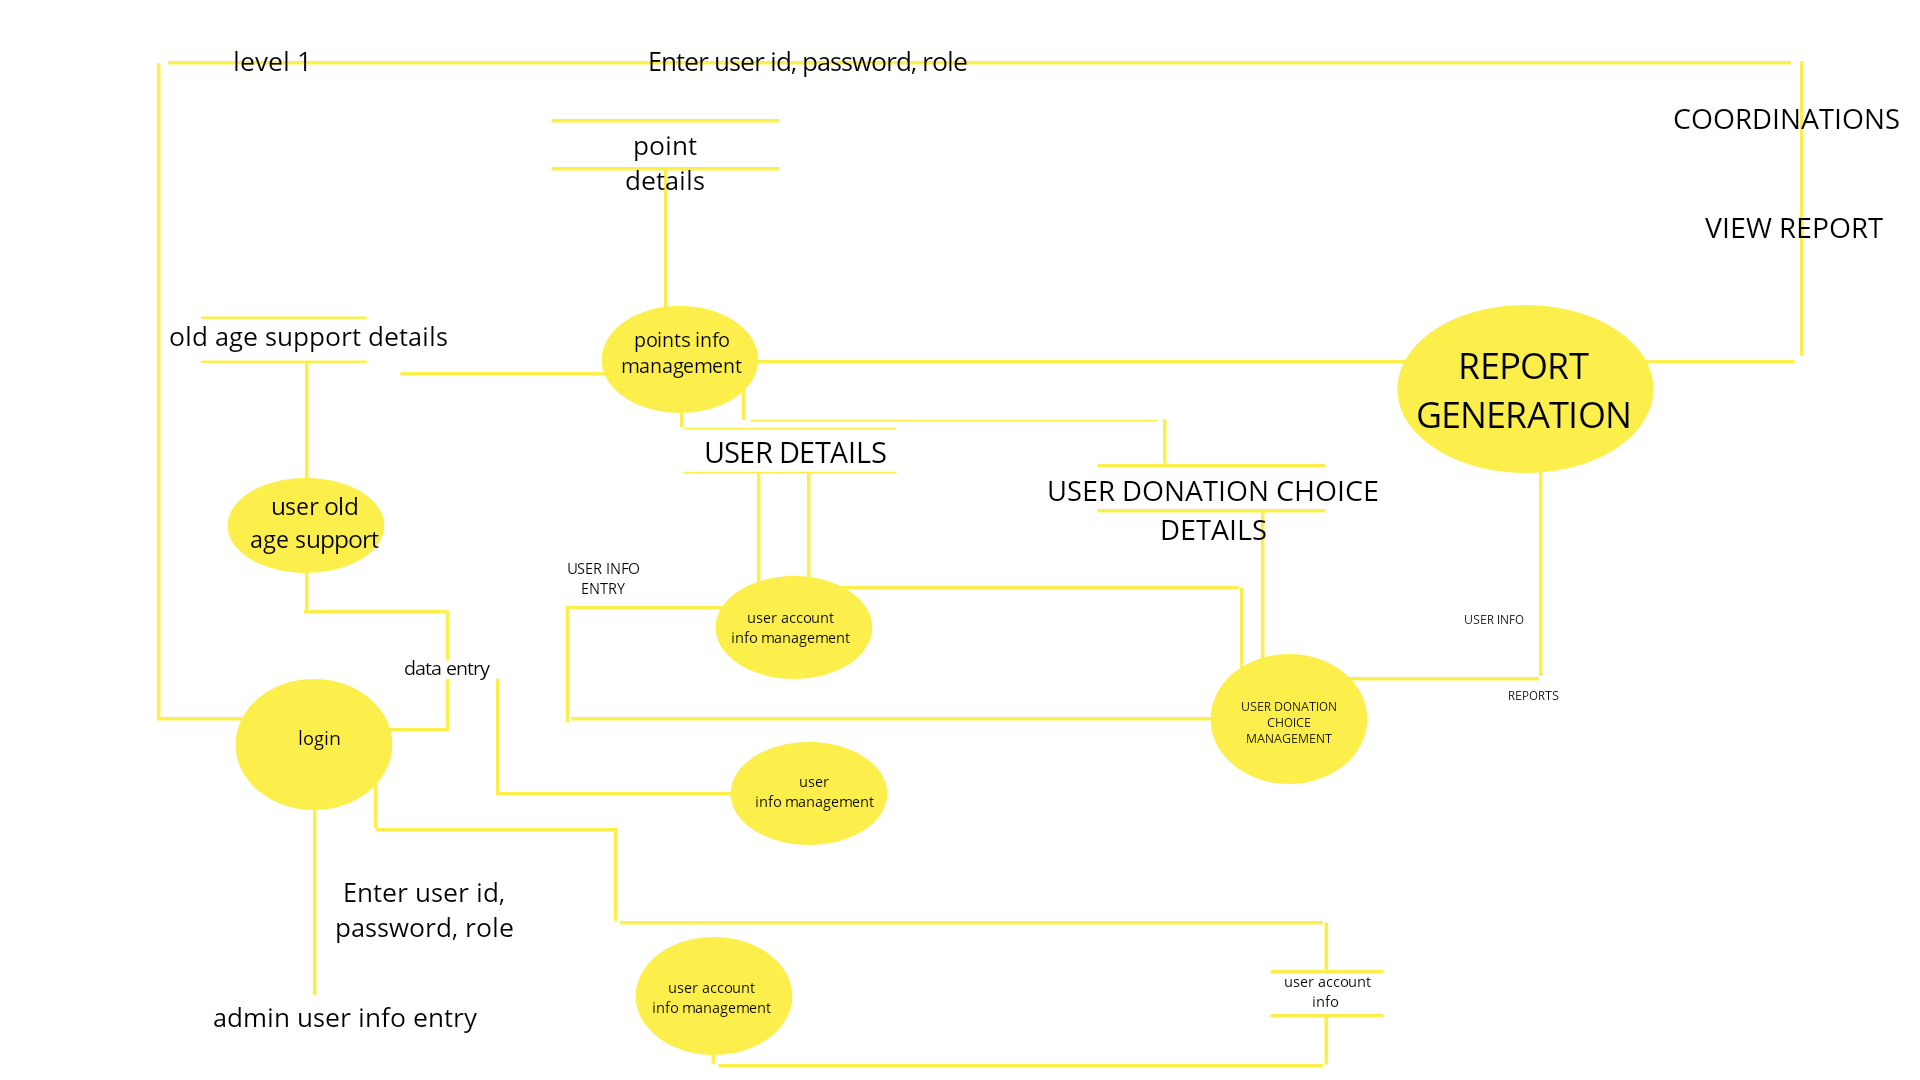 level 1
Enter user id, password, role
COORDINATIONS
point
details
VIEW REPORT
old age support details
points info
management
REPORT
GENERATION
USER DETAILS
USER DONATION CHOICE
DETAILS
user old
age support
USER INFO
ENTRY
user account
info management
USER INFO
data entry
REPORTS
login
USER DONATION
CHOICE
MANAGEMENT
user
info management
Enter user id,
password, role
user account
info management
user account
info
admin user info entry